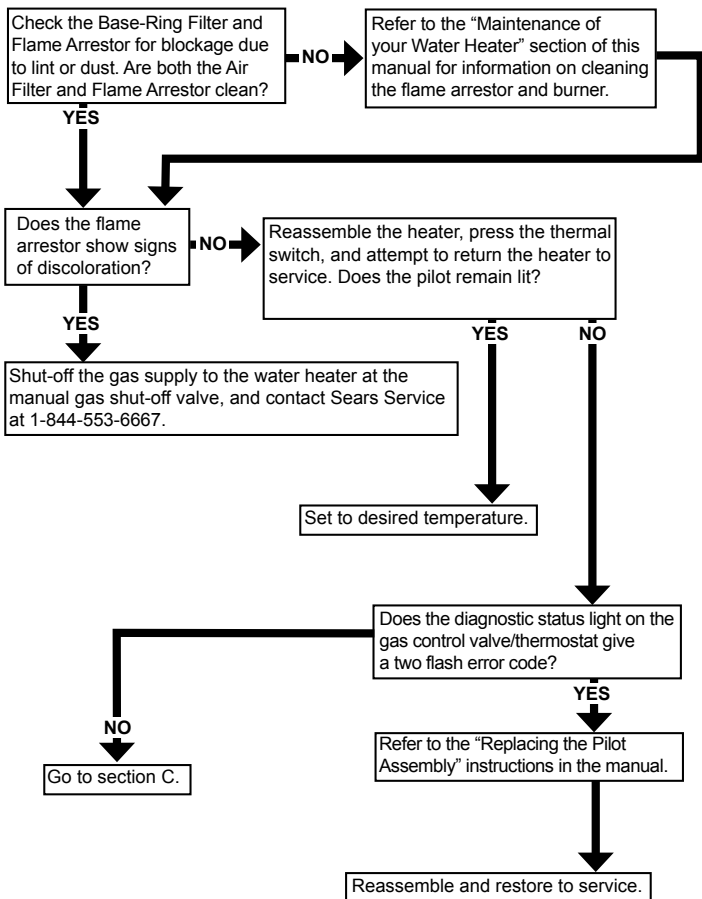 Check the Base-Ring Filter and
Flame Arrestor for blockage due
to lint or dust. Are both the Air
Filter and Flame Arrestor clean?
NO
Refer to the “Maintenance of
your Water Heater” section of this
manual for information on cleaning
the flame arrestor and burner.
YES
Does the flame
arrestor show signs
of discoloration?
NO
Reassemble the heater, press the thermal
switch, and attempt to return the heater to
service. Does the pilot remain lit?
YES
YES
NO
Shut-off the gas supply to the water heater at the
manual gas shut-off valve, and contact Sears Service
at 1-844-553-6667.
Set to desired temperature.
Does the diagnostic status light on the
gas control valve/thermostat give
a two flash error code?
YES
NO
Refer to the “Replacing the Pilot
Assembly” instructions in the manual.
Go to section C.
Reassemble and restore to service.